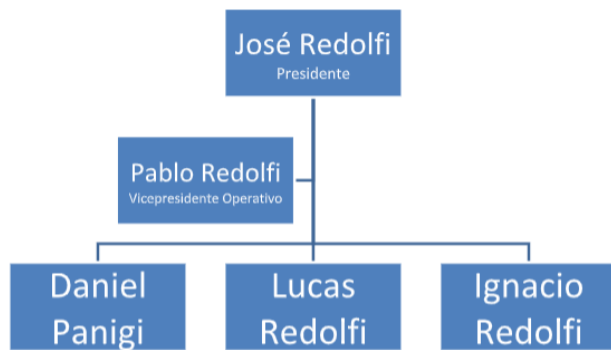 José Redolfi
Presidente
Pablo Redolfi
Vicepresidente Operativo
Daniel
Panigi
Lucas
Redolfi
Ignacio
Redolfi